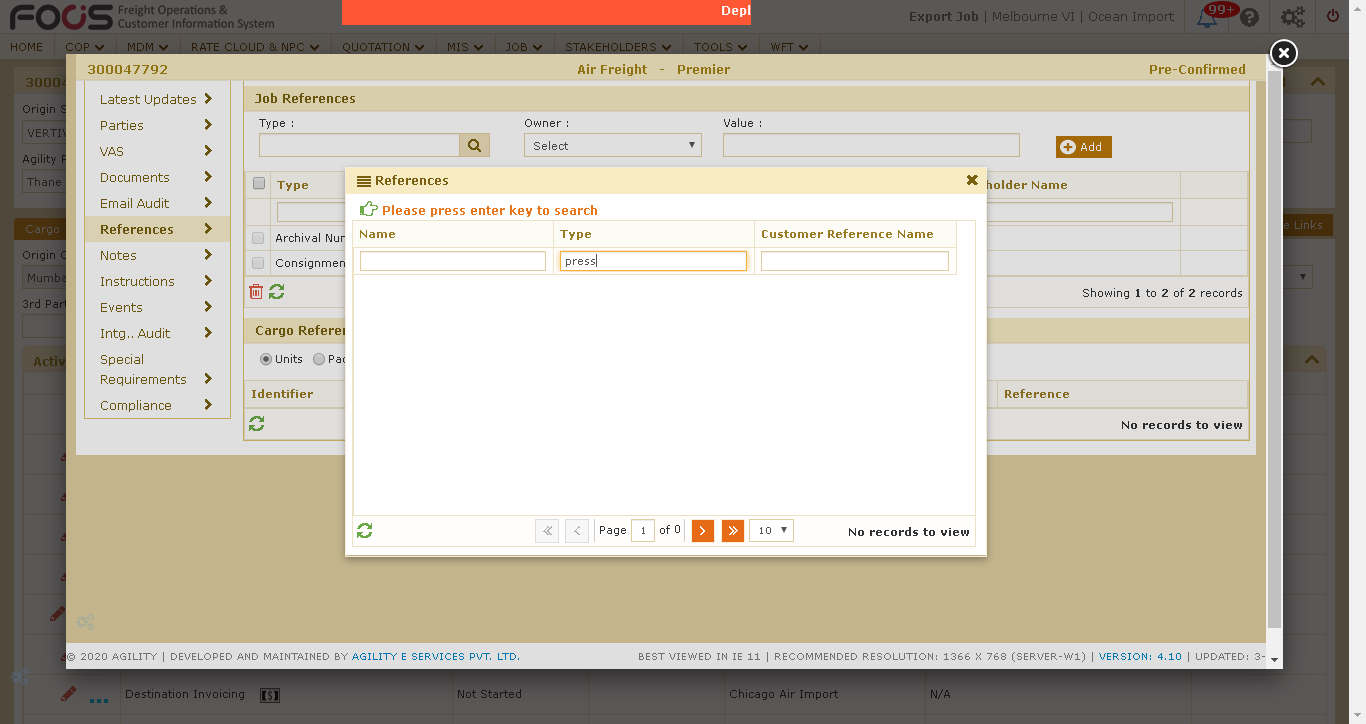 FOCUS Freight Operations &
Customer Information System
Depl
Export Job | Melbourne VI | Ocean Import
99+
HOME COP MDM RATE CLOUD & NPC QUOTATION MIS JOB STAKEHOLDERS TOOLS WFT
300047792 Air Freight - Premier Pre-Confirmed
30004
Origin S
VERTIV
Agility F
Thane
Cargo
Origin C
Mumba
3rd Part
Activ
Latest Updates
Parties
VAS
Documents
Email Audit
References
Notes
Instructions
Events
Intg.. Audit
Special
Requirements
Compliance
Job References
Type : Owner : Value :
Select
Add
Type holder Name
Archival Nur
Consignmen
Showing 1 to 2 of 2 records
e Links
Cargo Referen
Units Pac
Identifier Reference
No records to view
References
Please press enter key to search
Name Type Customer Reference Name
press
Page 1 of 0 10 No records to view
© 2020 AGILITY | DEVELOPED AND MAINTAINED BY AGILITY E SERVICES PVT. LTD. BEST VIEWED IN IE 11 | RECOMMENDED RESOLUTION: 1366 X 768 (SERVER-W1) | VERSION: 4.10 | UPDATED: 3-
Destination Invoicing Not Started Chicago Air Import N/A